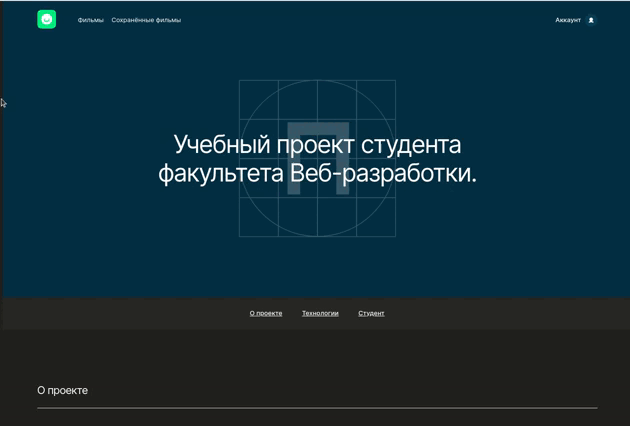 Фильмы Сохранённые фильмы Аккаунт
П
Учебный проект студента
факультета Веб-разработки.
О проекте Технологии Студент
О проекте